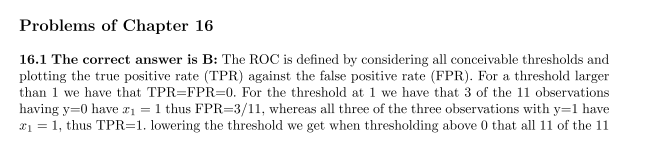 Problems of Chapter 16
16.1 The correct answer is B: The ROC is defined by considering all conceivable thresholds and
plotting the true positive rate (TPR) against the false positive rate (FPR). For a threshold larger
than 1 we have that TPR=FPR=0. For the threshold at 1 we have that 3 of the 11 observations
having y=0 have x₁ = 1 thus FPR=3/11, whereas all three of the three observations with y=1 have
x₁ = 1, thus TPR=1. lowering the threshold we get when thresholding above 0 that all 11 of the 11